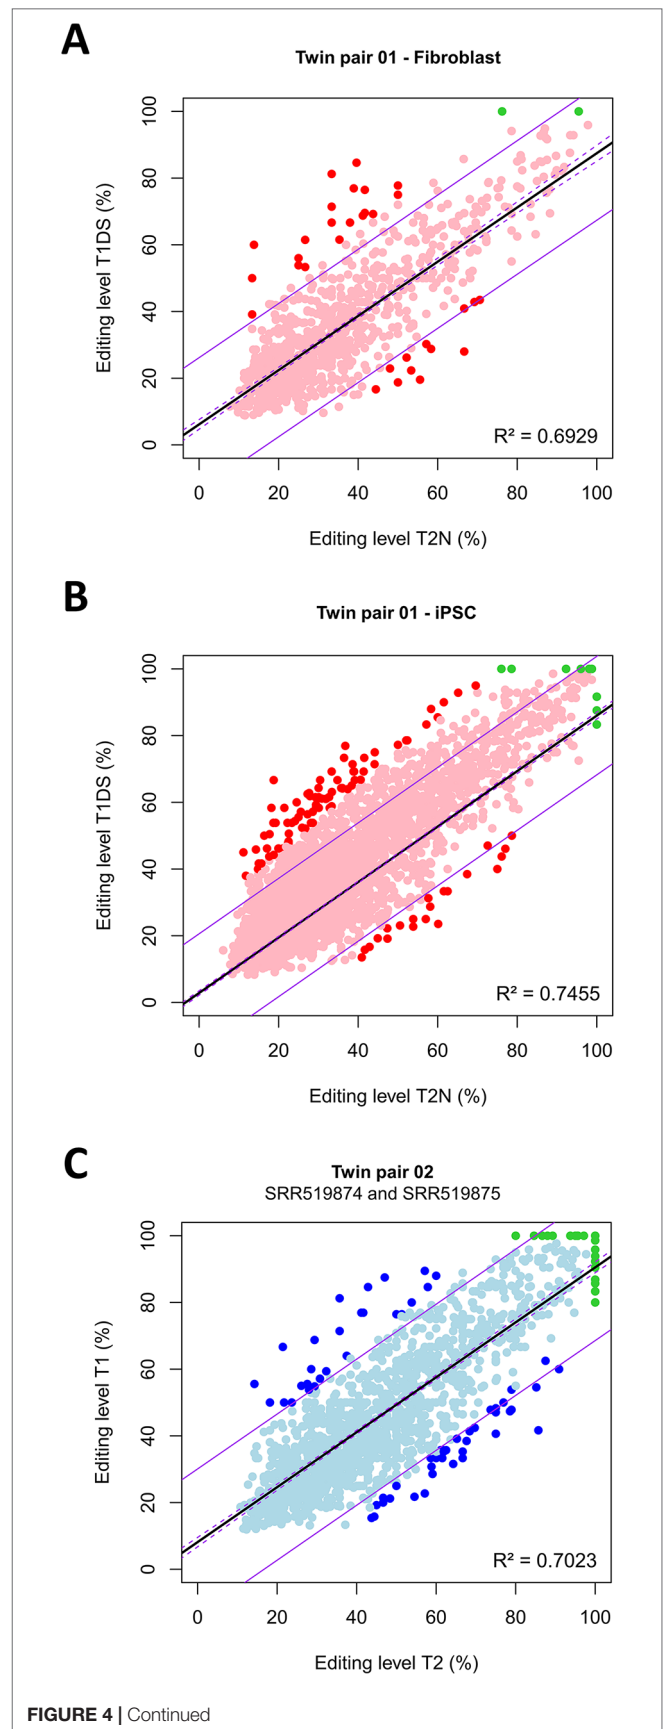 A
Twin pair 01 - Fibroblast
100
80
60
40
20
0
Editing level T1DS (%)
R² = 0.6929
0 20 40 60 80 100
Editing level T2N (%)
B
Twin pair 01 - iPSC
100
80
60
40
20
0
Editing level T1DS (%)
R² = 0.7455
0 20 40 60 80 100
Editing level T2N (%)
C
Twin pair 02
SRR519874 and SRR519875
100
80
60
40
20
0
Editing level T1 (%)
R² = 0.7023
0 20 40 60 80 100
Editing level T2 (%)
FIGURE 4 | Continued